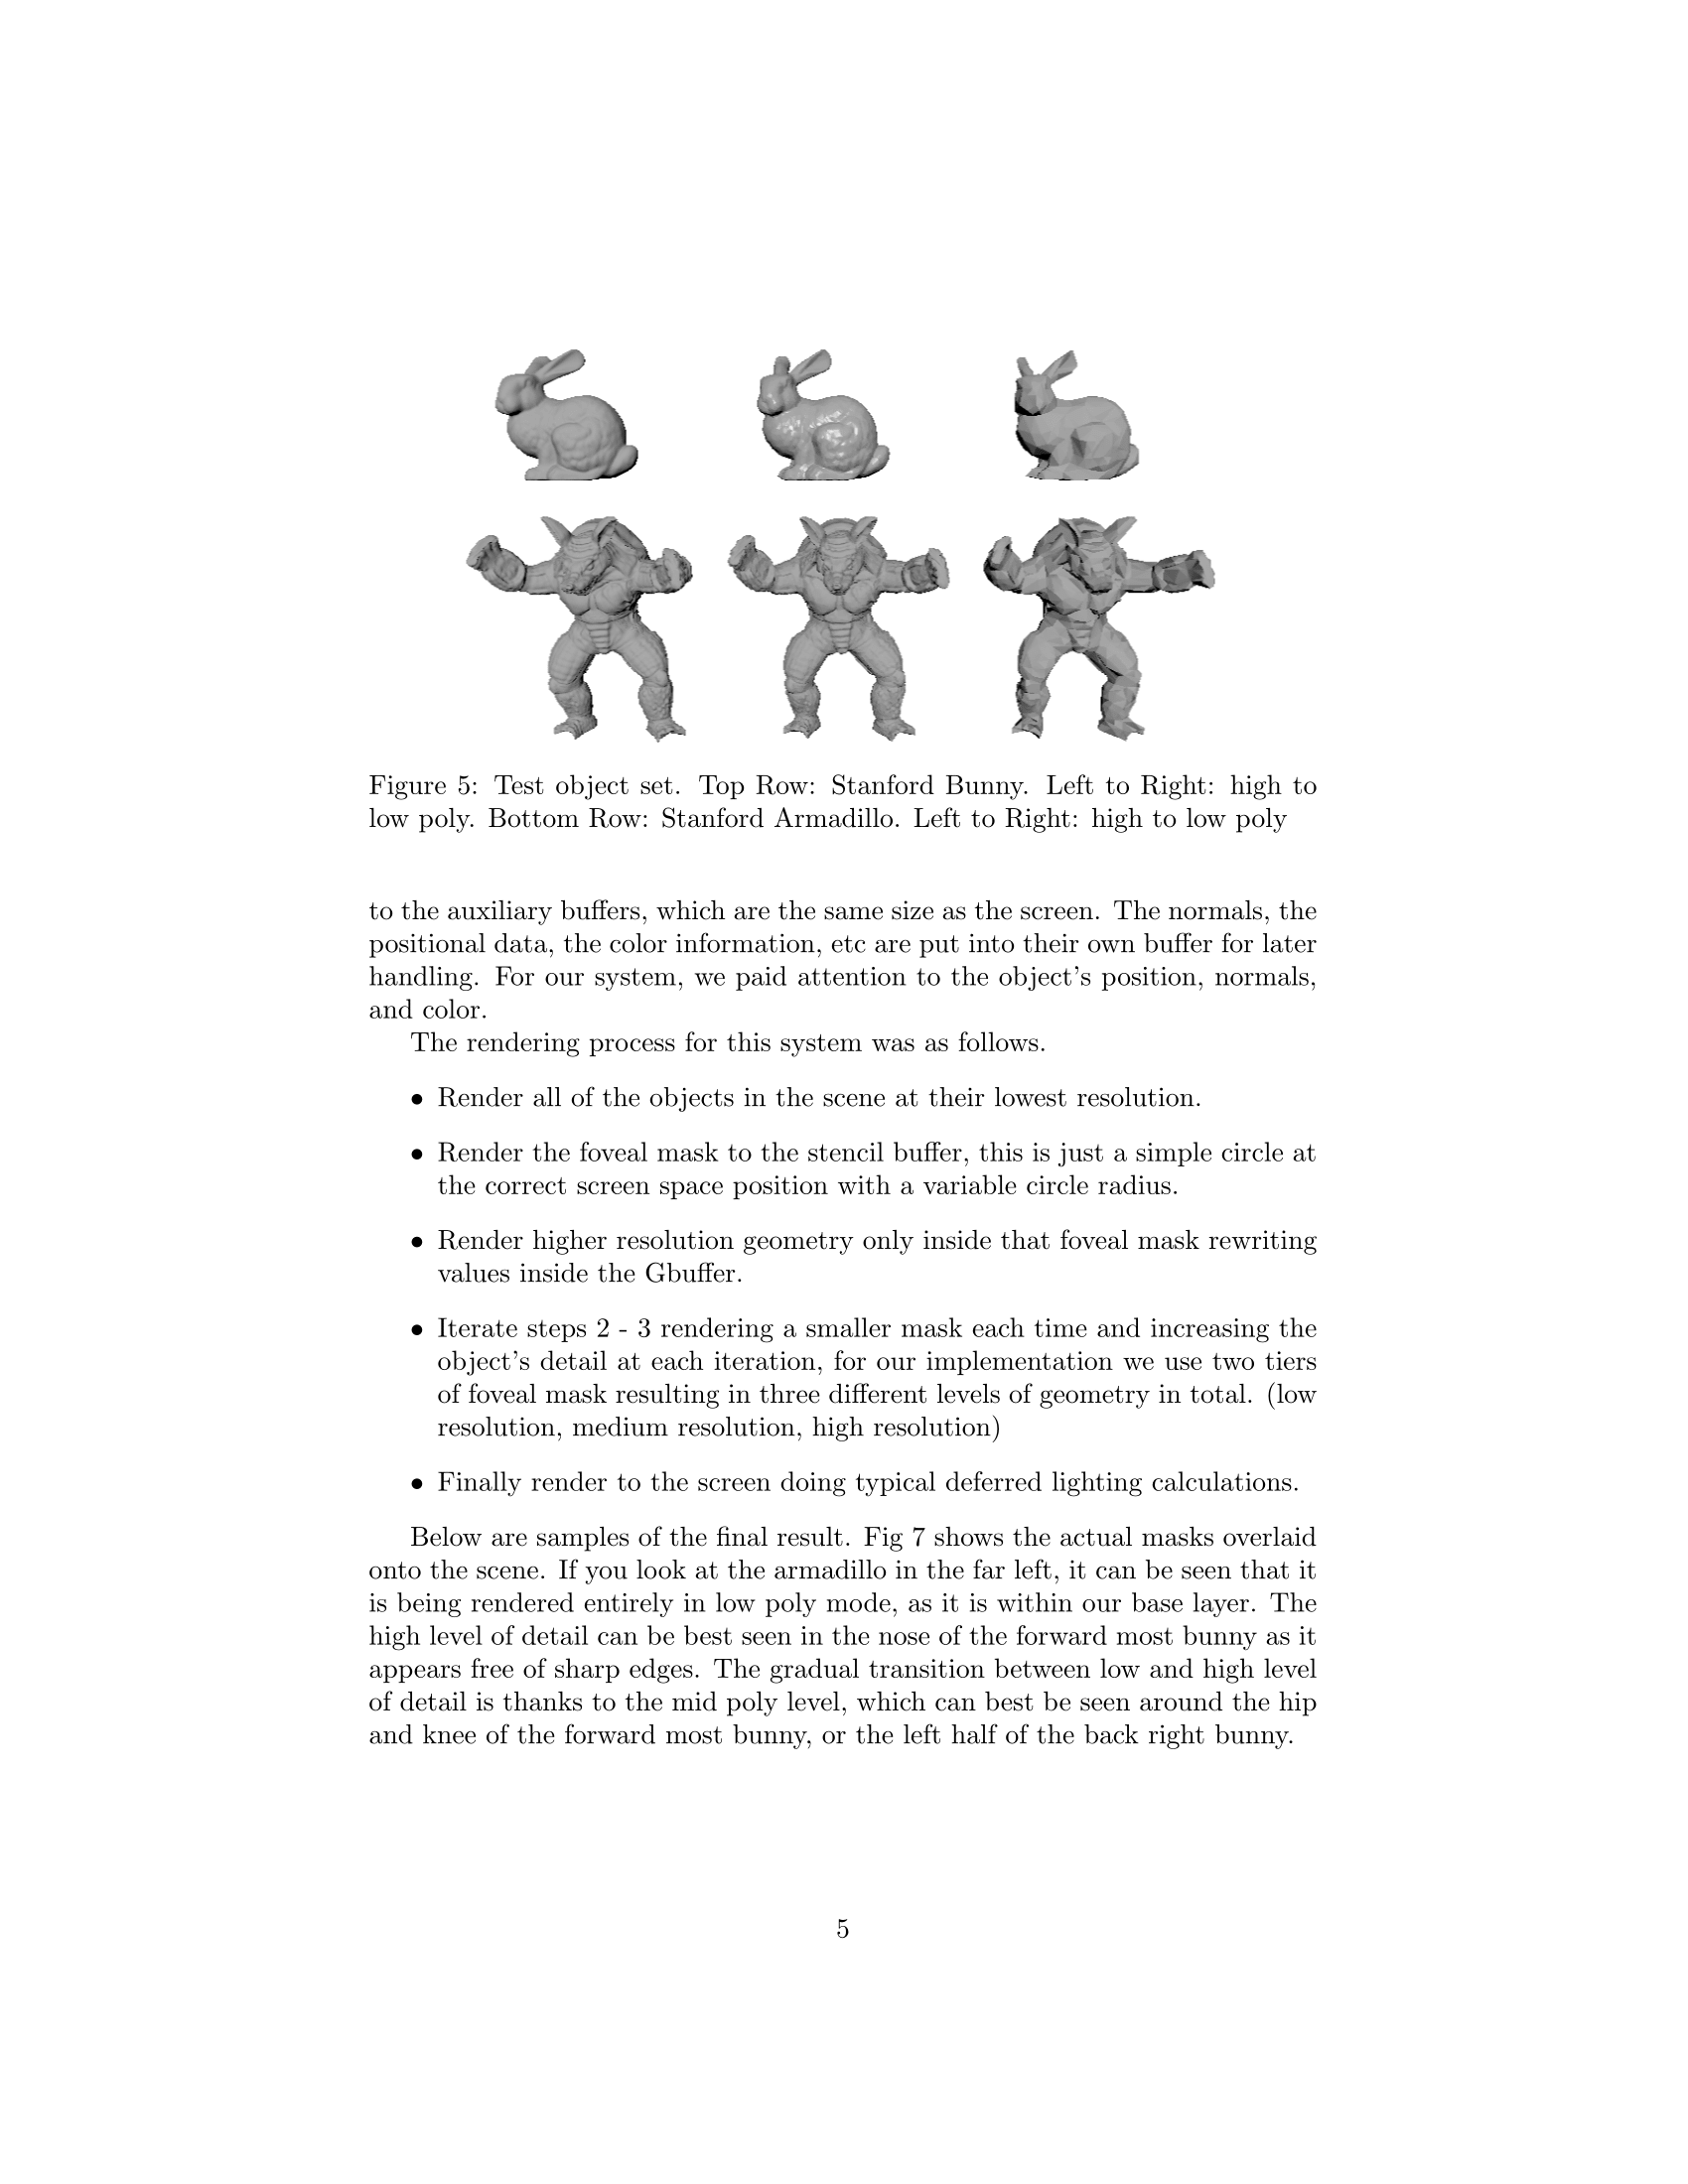 Figure 5: Test object set. Top Row: Stanford Bunny. Left to Right: high to
low poly. Bottom Row: Stanford Armadillo. Left to Right: high to low poly
to the auxiliary buffers, which are the same size as the screen. The normals, the
positional data, the color information, etc are put into their own buffer for later
handling. For our system, we paid attention to the object's position, normals,
and color.
The rendering process for this system was as follows.
• Render all of the objects in the scene at their lowest resolution.
• Render the foveal mask to the stencil buffer, this is just a simple circle at
the correct screen space position with a variable circle radius.
• Render higher resolution geometry only inside that foveal mask rewriting
values inside the Gbuffer.
• Iterate steps 2 - 3 rendering a smaller mask each time and increasing the
object's detail at each iteration, for our implementation we use two tiers
of foveal mask resulting in three different levels of geometry in total. (low
resolution, medium resolution, high resolution)
• Finally render to the screen doing typical deferred lighting calculations.
Below are samples of the final result. Fig 7 shows the actual masks overlaid
onto the scene. If you look at the armadillo in the far left, it can be seen that it
is being rendered entirely in low poly mode, as it is within our base layer. The
high level of detail can be best seen in the nose of the forward most bunny as it
appears free of sharp edges. The gradual transition between low and high level
of detail is thanks to the mid poly level, which can best be seen around the hip
and knee of the forward most bunny, or the left half of the back right bunny.
5